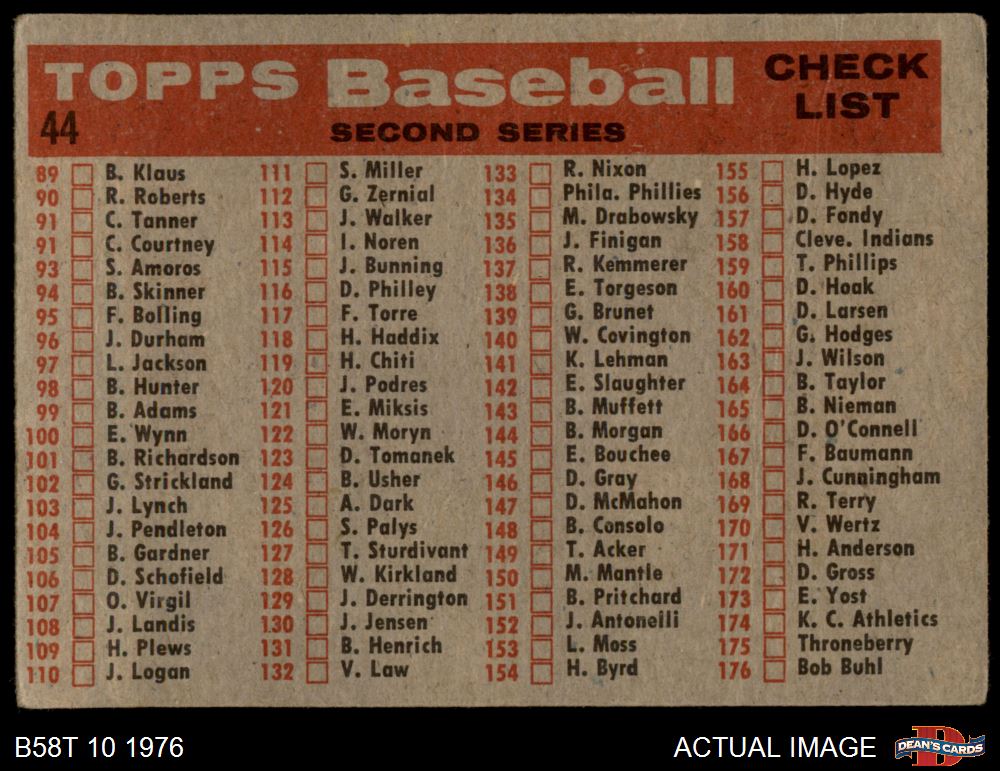 TOPPS Baseball CHECK LIST
44 SECOND SERIES
89 B. Klaus
90 R. Roberts
91 C. Tanner
91 C. Courtney
93 S. Amoros
94 B. Skinner
95 F. Bolling
96 J. Durham
97 L. Jackson
98 B. Hunter
99 B. Adams
100 E. Wynn
101 B. Richardson
102 G. Strickland
103 J. Lynch
104 J. Pendleton
105 B. Gardner
106 D. Schofield
107 O. Virgil
108 J. Landis
109 H. Plews
110 J. Logan
111 S. Miller
112 G. Zernial
113 J. Walker
114 I. Noren
115 J. Bunning
116 D. Philley
117 F. Torre
118 H. Haddix
119 H. Chiti
120 J. Podres
121 E. Miksis
122 W. Moryn
123 D. Tomanek
124 B. Usher
125 A. Dark
126 S. Palys
127 T. Sturdivant
128 W. Kirkland
129 J. Derrington
130 J. Jensen
131 B. Henrich
132 V. Law
133 R. Nixon
134 Phila. Phillies
135 M. Drabowsky
136 J. Finigan
137 R. Kemmerer
138 E. Torgeson
139 G. Brunet
140 W. Covington
141 K. Lehman
142 E. Slaughter
143 B. Muffett
144 B. Morgan
145 E. Bouchee
146 D. Gray
147 D. McMahon
148 B. Consolo
149 T. Acker
150 M. Mantle
151 B. Pritchard
152 J. Antonelli
153 L. Moss
154 H. Byrd
155 H. Lopez
156 D. Hyde
157 D. Fondy
158 Cleve. Indians
159 T. Phillips
160 D. Hoak
161 D. Larsen
162 G. Hodges
163 J. Wilson
164 B. Taylor
165 B. Nieman
166 D. O'Connell
167 F. Baumann
168 J. Cunningham
169 R. Terry
170 V. Wertz
171 H. Anderson
172 D. Gross
173 E. Yost
174 K. C. Athletics
175 Throneberry
176 Bob Buhl
B58T 10 1976 ACTUAL IMAGE DEAN'S CARDS